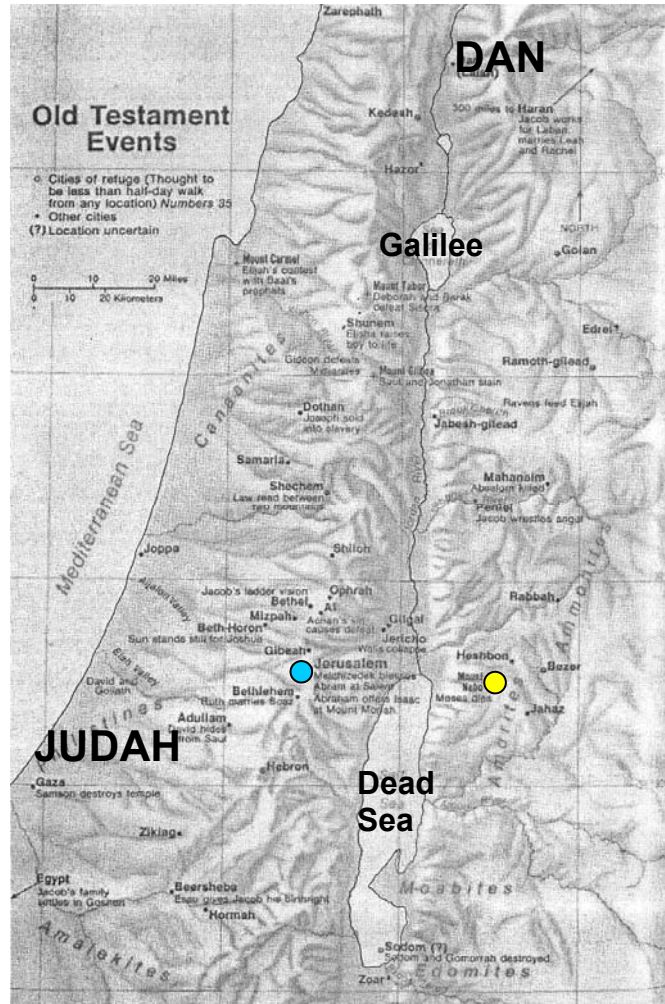 Zarephath
DAN
300 miles to Haran
Jacob works
for Laban,
marries Leah
and Rachel
Kedesh
Old Testament
Events
Cities of refuge (Thought to
be less than half-day walk
from any location) Numbers 35
Other cities
(?) Location uncertain
Hazor
NORTH
Galilee
Golan
Mount Carmel
Elijah's contest
with Baal's
prophets
0 10 20 Miles
0 10 20 Kilometers
Mount Tabor
Deborah and Barak
defeat Sisera
Shunem
Elisha raises
boy to life
Edrei
Gideon defeats
Midianites
Mount Gilboa
Saul and Jonathan slain
Ramoth-gilead
Ravens feed Elijah
Canaanites
Dothan
Joseph sold
into slavery
Jabesh-gilead
Mediterranean Sea
Samaria
Shechem
Law read between
two mountains
Mahanaim
Absalom killed
Peniel
Jacob wrestles angel
Joppa
Shiloh
Jacob's ladder vision
Bethel
Ophrah
Ai
Achan's sin
causes defeat
Rabbah
Ammonites
Aijalon Valley
Mizpah
Beth-Horon
Sun stands still for Joshua
Gilgal
Jericho
Walls collapse
Gibeah
Heshbon
Elah Valley
David and
Goliath
Jerusalem
Melchizedek blesses
Abram at Salem
Abraham offers Isaac
at Mount Moriah
Mount
Nebo
Moses dies
Bezer
Bethlehem
Ruth marries Boaz
Jahaz
Amorites
Adullam
David hides
from Saul
JUDAH
Hebron
Dead
Sea
Gaza
Samson destroys temple
Ziklag
Egypt
Jacob's family
settles in Goshen
Beersheba
Esau gives Jacob his birthright
Hormah
Moabites
Amalekites
Sodom (?)
Sodom and Gomorrah destroyed
Zoar
Edomites